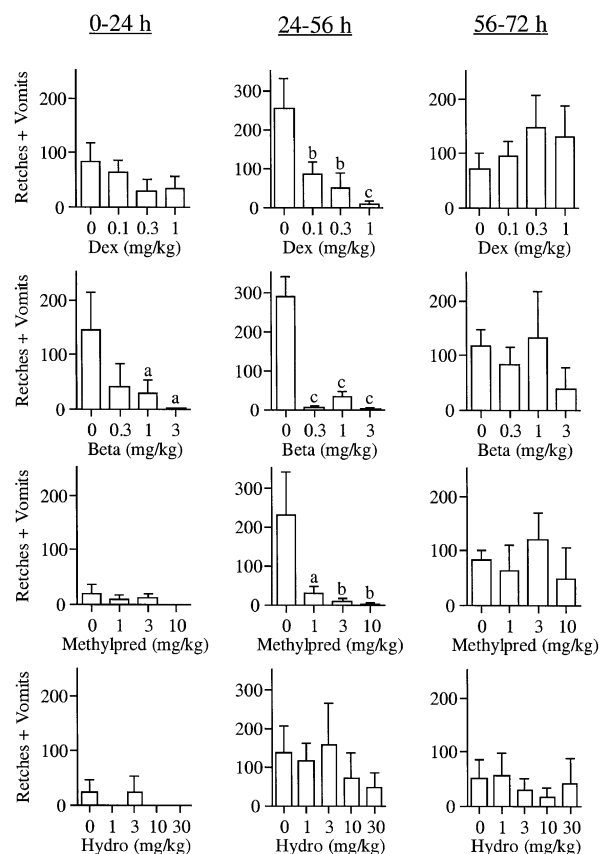 0-24 h 24-56 h 56-72 h
Retches + Vomits
200
100
0
0 0.1 0.3 1
Dex (mg/kg)
300
200
100
0
b b c
0 0.1 0.3 1
Dex (mg/kg)
200
100
0
0 0.1 0.3 1
Dex (mg/kg)
Retches + Vomits
200
100
0
a a
0 0.3 1 3
Beta (mg/kg)
300
200
100
0
c c c
0 0.3 1 3
Beta (mg/kg)
200
100
0
0 0.3 1 3
Beta (mg/kg)
Retches + Vomits
200
100
0
0 1 3 10
Methylpred (mg/kg)
300
200
100
0
a b b
0 1 3 10
Methylpred (mg/kg)
200
100
0
0 1 3 10
Methylpred (mg/kg)
Retches + Vomits
200
100
0
0 1 3 10 30
Hydro (mg/kg)
300
200
100
0
0 1 3 10 30
Hydro (mg/kg)
200
100
0
0 1 3 10 30
Hydro (mg/kg)